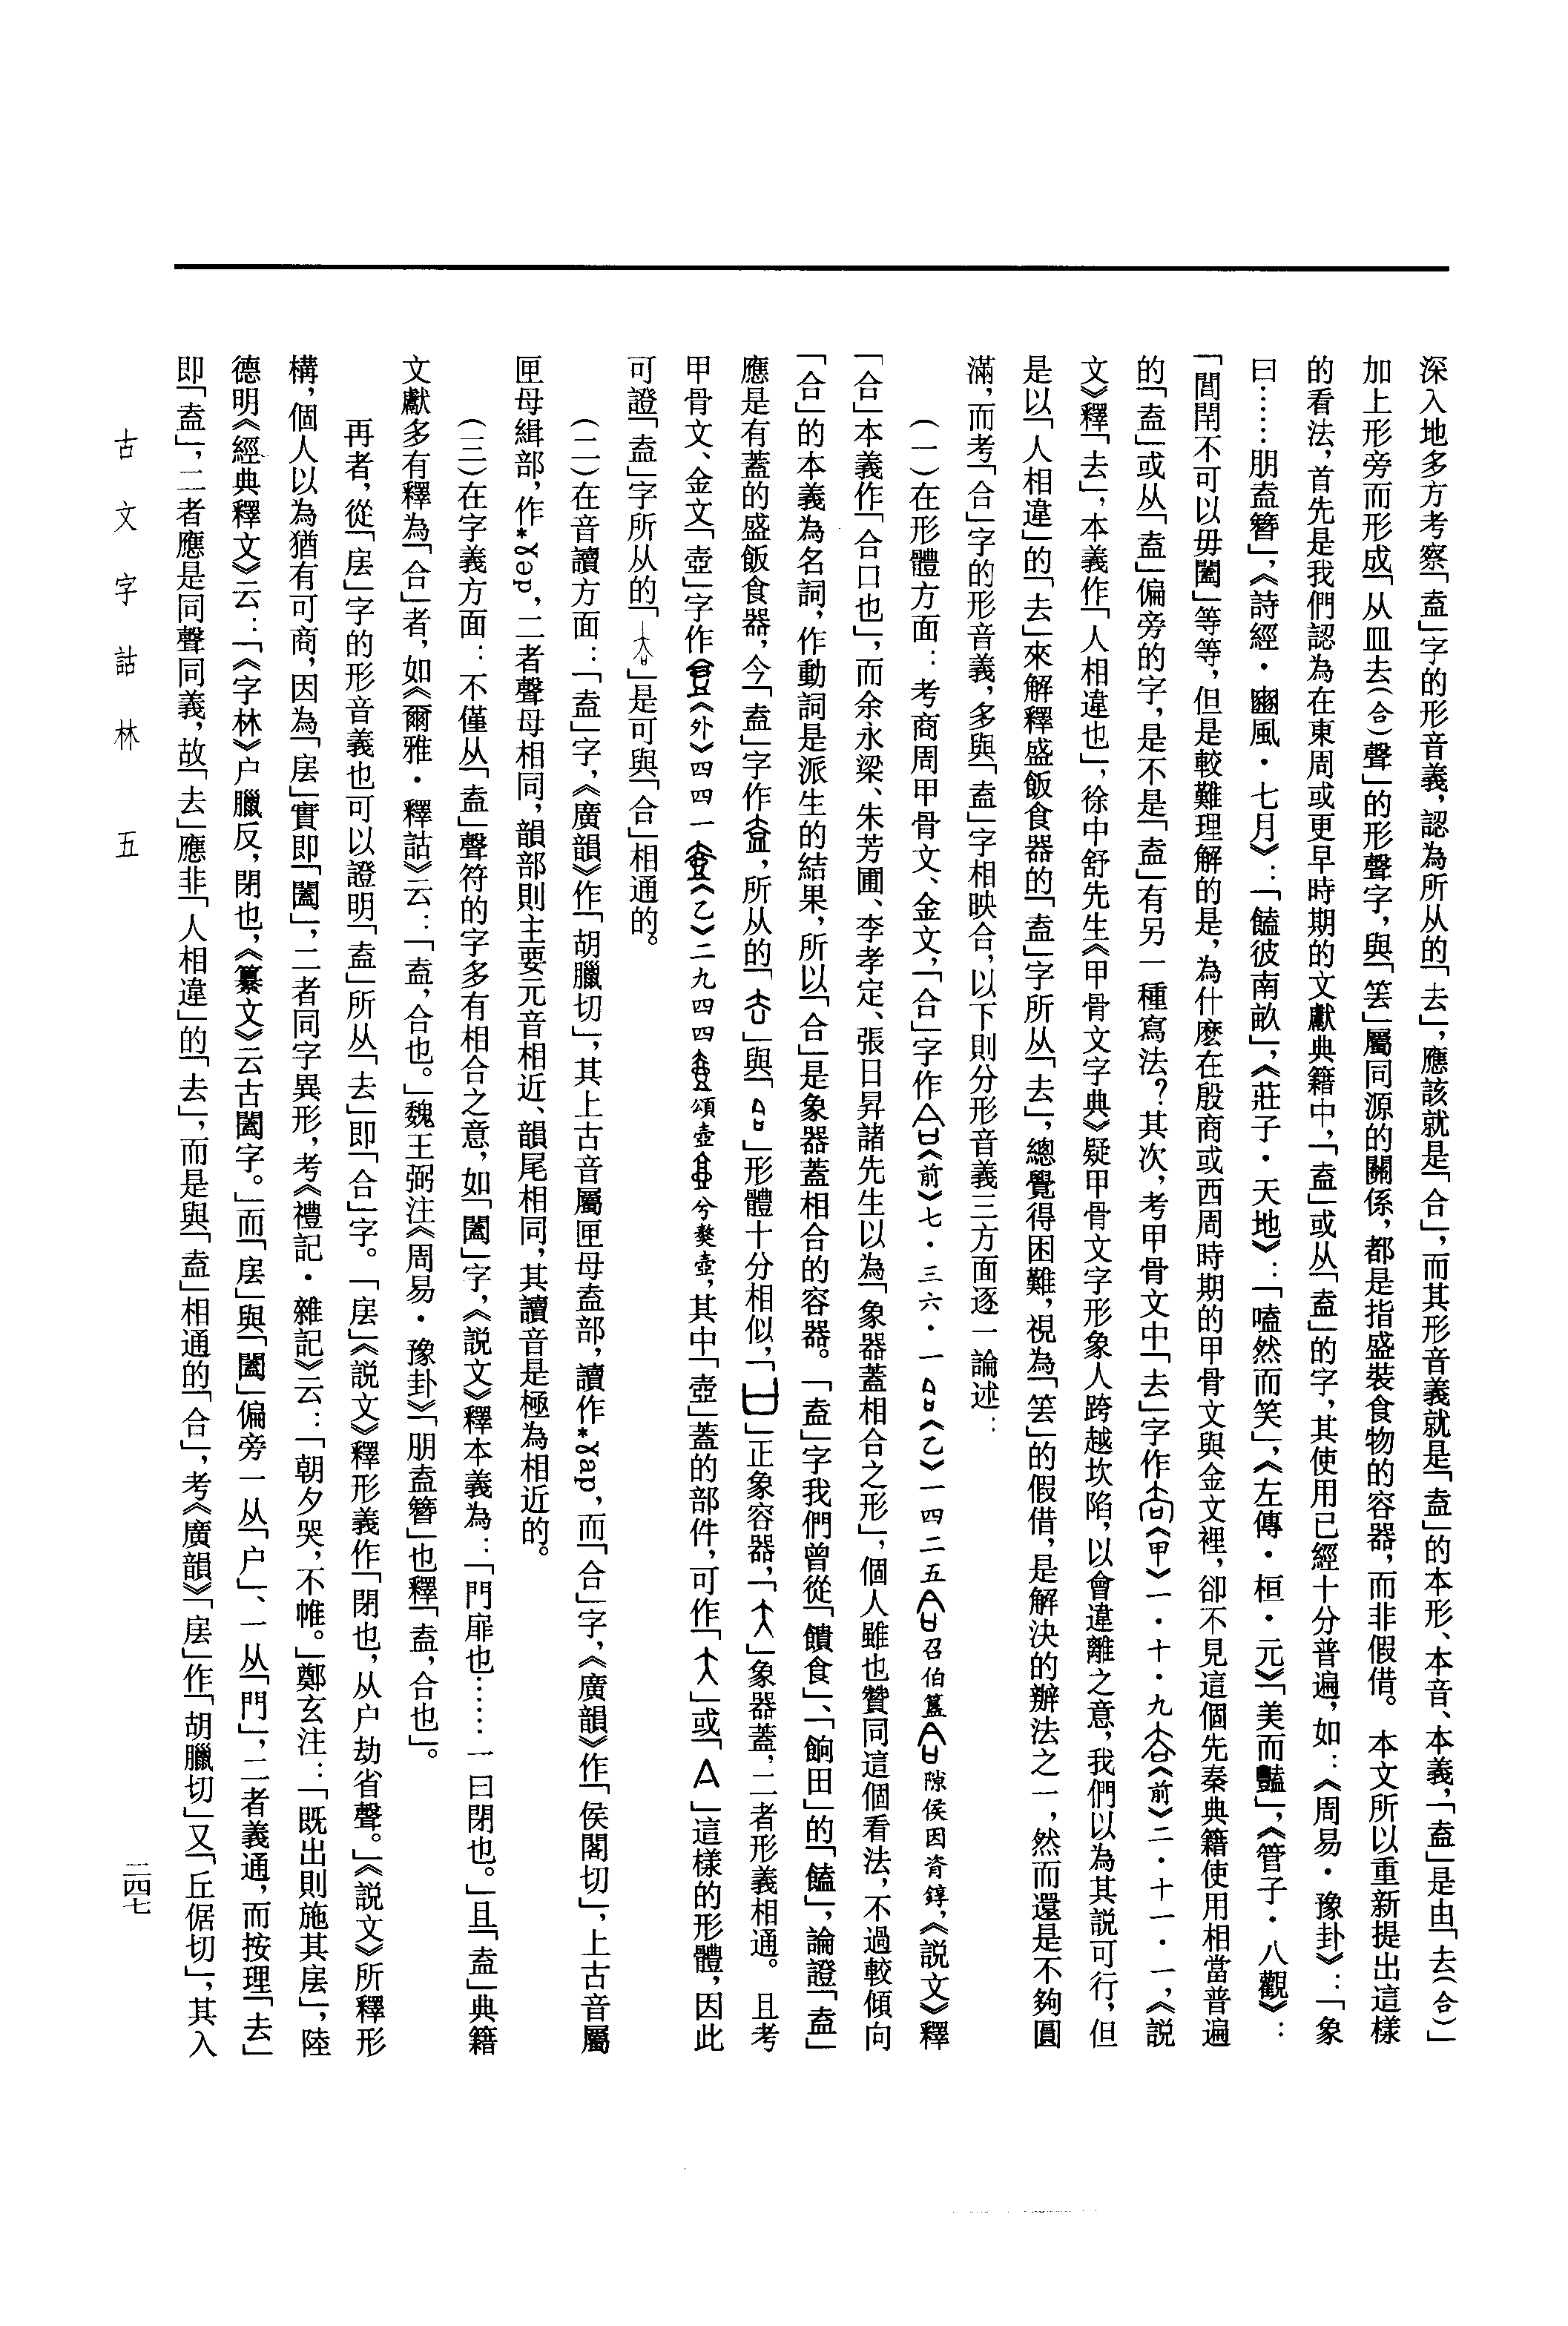 深入地多方考察「盍」字的形音義，認為所从的「去」，應該就是「合」，而其形音義就是「盍」的本形、本音、本義，「盍」是由「去（合）」
加上形旁而形成「从皿去（合）聲」的形聲字，與「𥬔」屬同源的關係，都是指盛裝食物的容器，而非假借。本文所以重新提出這樣
的看法，首先是我們認為在東周或更早時期的文獻典籍中，「盍」或从「盍」的字，其使用已經十分普遍，如：《周易·豫卦》：「象
曰……朋盍簪」，《詩經·豳風·七月》：「饁彼南畝」，《莊子·天地》：「嗑然而笑」，《左傳·桓·元》「美而豔」，《管子·八觀》：
「閭閈不可以毋闔」等等，但是較難理解的是，為什麼在殷商或西周時期的甲骨文與金文裡，卻不見這個先秦典籍使用相當普遍
的「盍」或从「盍」偏旁的字，是不是「盍」有另一種寫法？其次，考甲骨文中「去」字作《甲》一·十·九《前》二·十一·一，《説
文》釋「去」，本義作「人相違也」，徐中舒先生《甲骨文字典》疑甲骨文字形象人跨越坎陷，以會違離之意，我們以為其説可行，但
是以「人相違」的「去」來解釋盛飯食器的「盍」字所从「去」，總覺得困難，視為「𥬔」的假借，是解決的辦法之一，然而還是不夠圓
滿，而考「合」字的形音義，多與「盍」字相映合，以下則分形音義三方面逐一論述：
（一）在形體方面：考商周甲骨文、金文，「合」字作《前》七·三六·一《乙》一四二五召伯簋陳侯因𬁼錞，《説文》釋
「合」本義作「合口也」，而余永梁、朱芳圃、李孝定、張日昇諸先生以為「象器蓋相合之形」，個人雖也贊同這個看法，不過較傾向
「合」的本義為名詞，作動詞是派生的結果，所以「合」是象器蓋相合的容器。「盍」字我們曾從「饋食」、「餉田」的「饁」，論證「盍」
應是有蓋的盛飯食器，今「盍」字作，所从的「」與「」形體十分相似，「」正象容器，「」象器蓋，二者形義相通。且考
甲骨文、金文「壺」字作《外》四四一《乙》二九四四頌壺兮熬壺，其中「壺」蓋的部件，可作「」或「」這樣的形體，因此
可證「盍」字所从的「」是可與「合」相通的。
（二）在音讀方面：「盍」字，《廣韻》作「胡臘切」，其上古音屬匣母盍部，讀作*ɣap，而「合」字，《廣韻》作「侯閤切」，上古音屬
匣母緝部，作*ɣəp，二者聲母相同，韻部則主要元音相近、韻尾相同，其讀音是極為相近的。
（三）在字義方面：不僅从「盍」聲符的字多有相合之意，如「闔」字，《説文》釋本義為：「門扉也……一曰閉也。」且「盍」典籍
文獻多有釋為「合」者，如《爾雅·釋詁》云：「盍，合也。」魏王弼注《周易·豫卦》「朋盍簪」也釋「盍，合也」。
再者，從「㞐」字的形音義也可以證明「盍」所从「去」即「合」字。「㞐」《説文》釋形義作「閉也，从户劫省聲。」《説文》所釋形
構，個人以為猶有可商，因為「㞐」實即「闔」，二者同字異形，考《禮記·雜記》云：「朝夕哭，不帷。」鄭玄注：「既出則施其㞐」，陸
德明《經典釋文》云：「《字林》户臘反，閉也，《纂文》云古闔字。」而「㞐」與「闔」偏旁一从「户」、一从「門」，二者義通，而按理「去」
即「盍」，二者應是同聲同義，故「去」應非「人相違」的「去」，而是與「盍」相通的「合」，考《廣韻》「㞐」作「胡臘切」又「丘倨切」，其入
古文字詁林 五
二四七